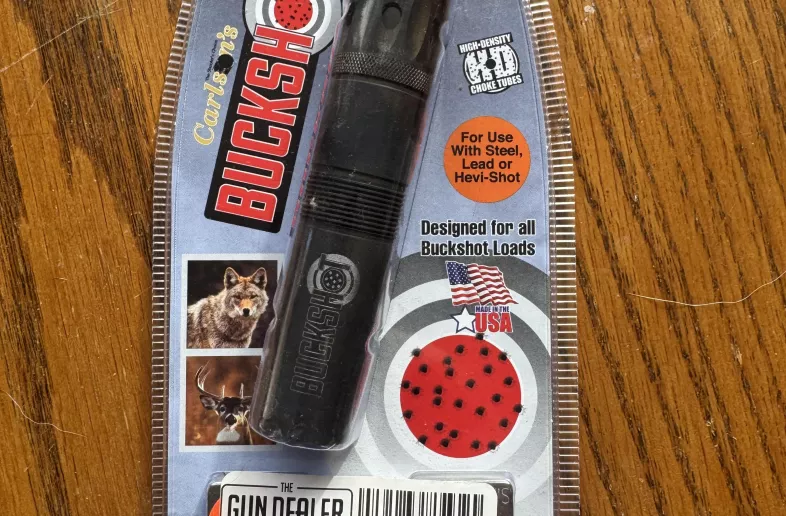 Carlson's
BUCKSHOT
HIGH-DENSITY
HD
CHOKE TUBES
For Use
With Steel,
Lead or
Hevi-Shot
Designed for all
Buckshot Loads
MADE IN THE
USA
BUCKSHOT
THE
GUN DEALER